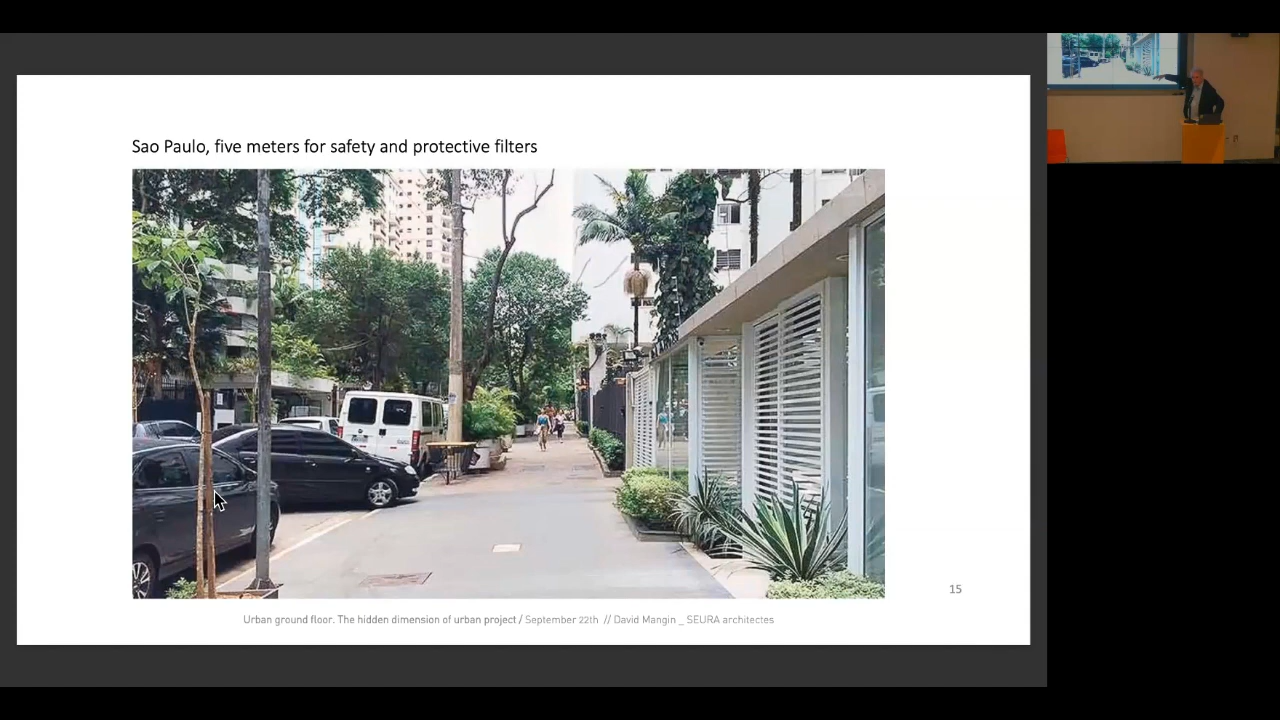 Sao Paulo, five meters for safety and protective filters
15
Urban ground floor. The hidden dimension of urban project / September 22th // David Mangin _ SEURA architectes